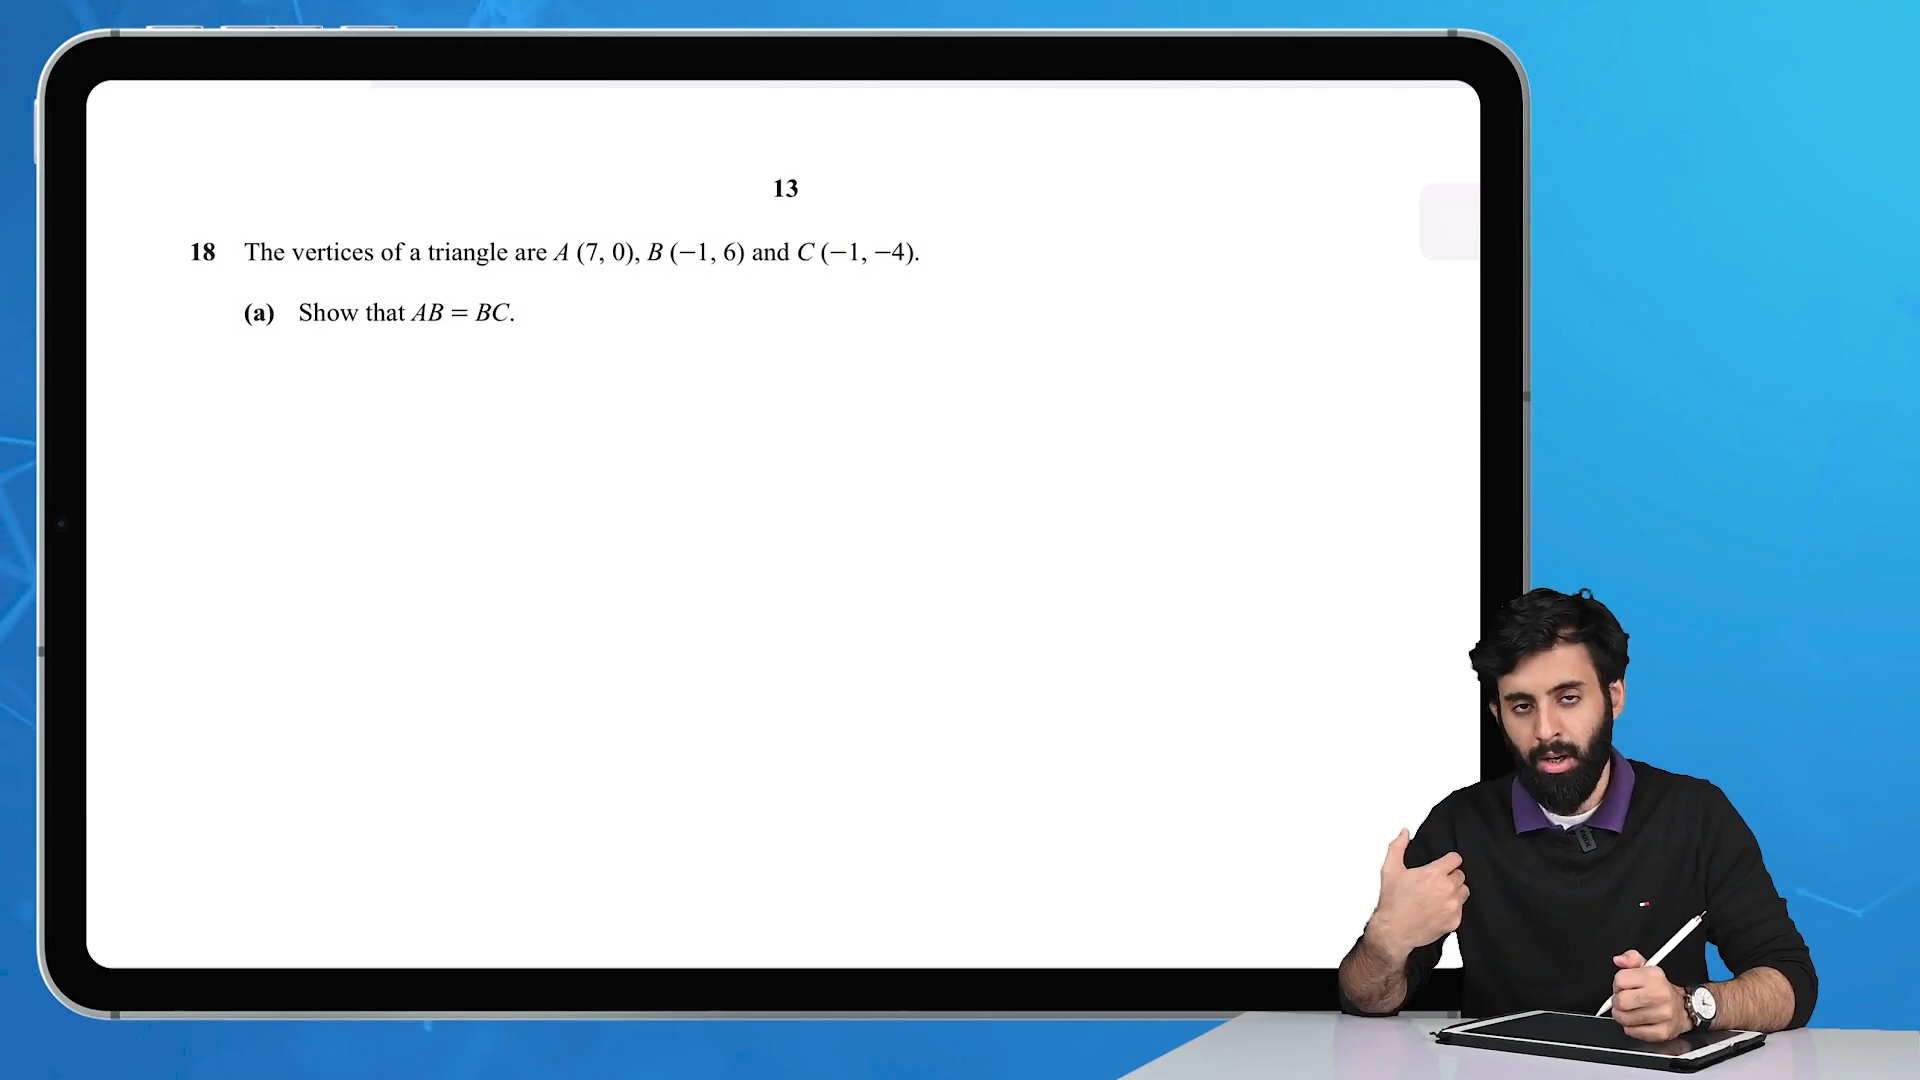 13
18 The vertices of a triangle are A (7, 0), B (−1, 6) and C (−1, −4).
(a) Show that AB = BC.